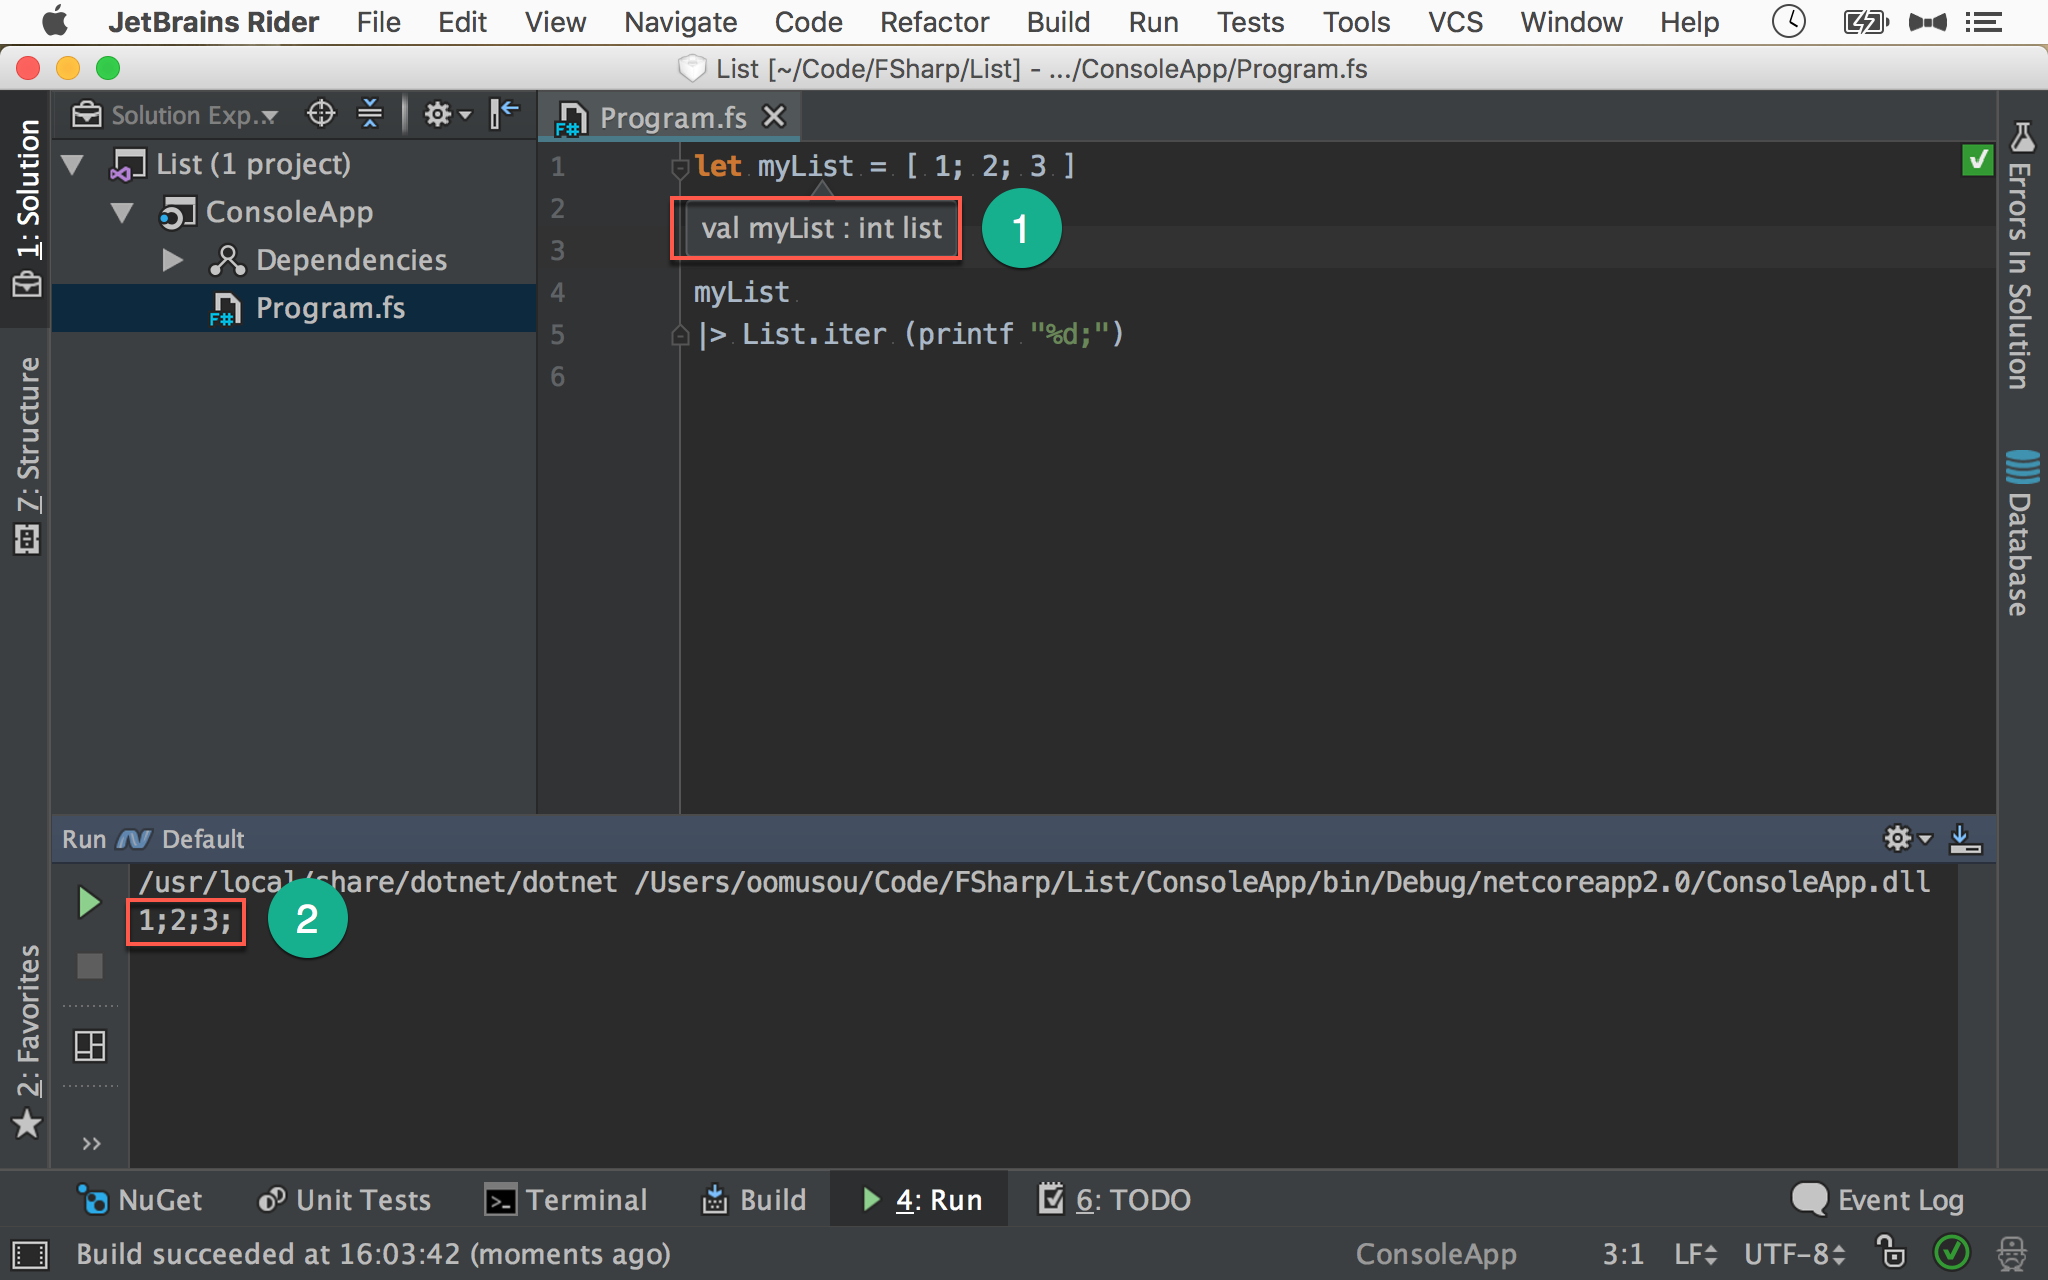 JetBrains Rider File Edit View Navigate Code Refactor Build Run Tests Tools VCS Window Help
List [~/Code/FSharp/List] - .../ConsoleApp/Program.fs
1: Solution
7: Structure
2: Favorites
Solution Exp...
List (1 project)
ConsoleApp
Dependencies
F# Program.fs
F# Program.fs
1 let myList = [ 1; 2; 3 ]
2
val myList : int list
1
3
4 myList
5 |> List.iter (printf "%d;")
6
Errors In Solution
Database
Run Default
/usr/local/share/dotnet/dotnet /Users/oomusou/Code/FSharp/List/ConsoleApp/bin/Debug/netcoreapp2.0/ConsoleApp.dll
1;2;3;
2
NuGet Unit Tests Terminal Build 4: Run 6: TODO Event Log
Build succeeded at 16:03:42 (moments ago) ConsoleApp 3:1 LF UTF-8